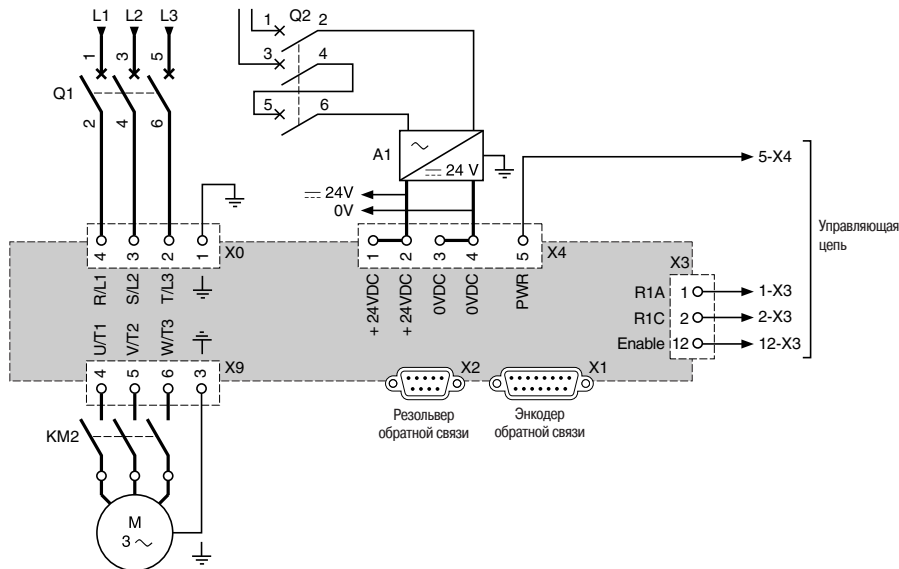 L1 L2 L3
1 3 5
Q1
2 4 6
Q2
1 2
3 4
5 6
A1
24 V
24V
0V
5-X4
Управляющая
цепь
4 3 2 1 X0
R/L1 S/L2 T/L3
1 2 3 4 5 X4
+24VDC +24VDC 0VDC 0VDC PWR
X3
R1A 1 1-X3
R1C 2 2-X3
Enable 12 12-X3
U/T1 V/T2 W/T3
4 5 6 3 X9
X2 X1
Резольвер
обратной связи
Энкодер
обратной связи
KM2
M
3 ~